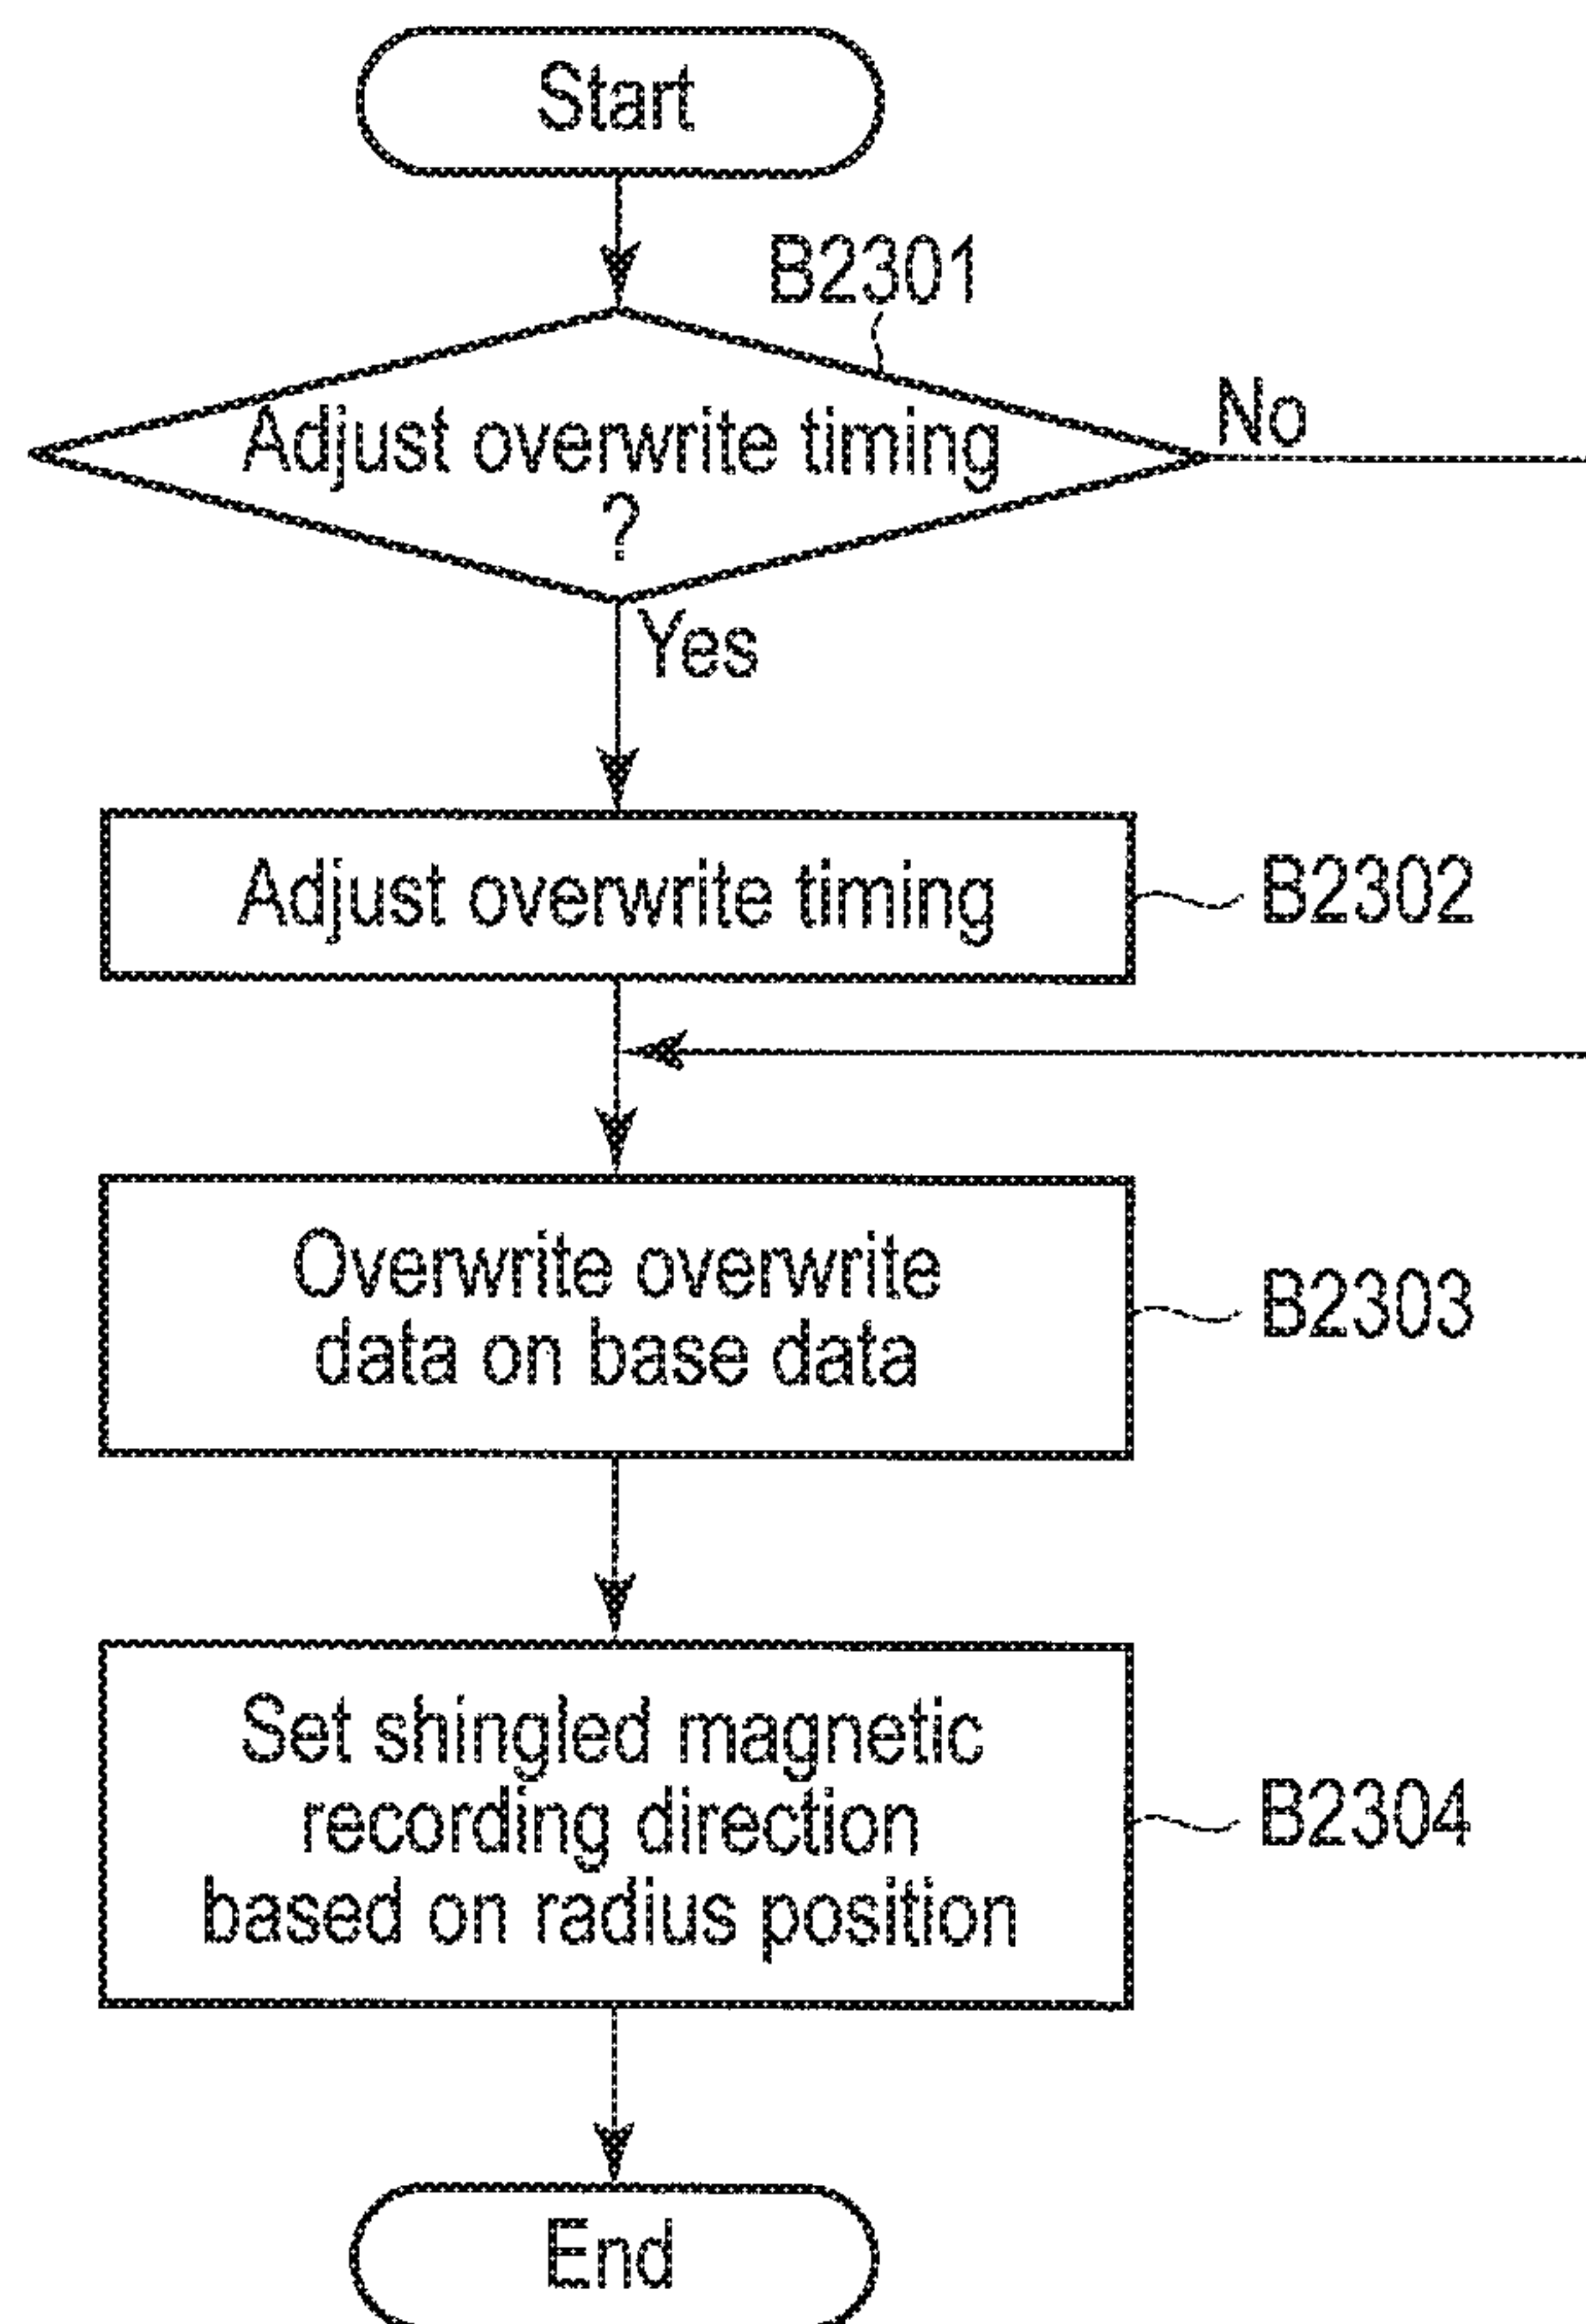 Start
B2301
Adjust overwrite timing
?
No
Yes
Adjust overwrite timing
B2302
Overwrite overwrite
data on base data
B2303
Set shingled magnetic
recording direction
based on radius position
B2304
End